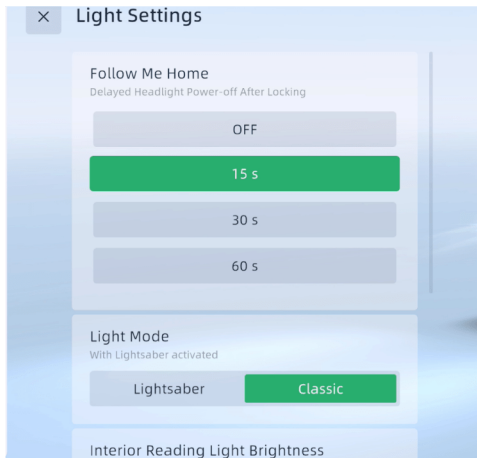 Light Settings
Follow Me Home
Delayed Headlight Power-off After Locking
OFF
15 s
30 s
60 s
Light Mode
With Lightsaber activated
Lightsaber Classic
Interior Reading Light Brightness